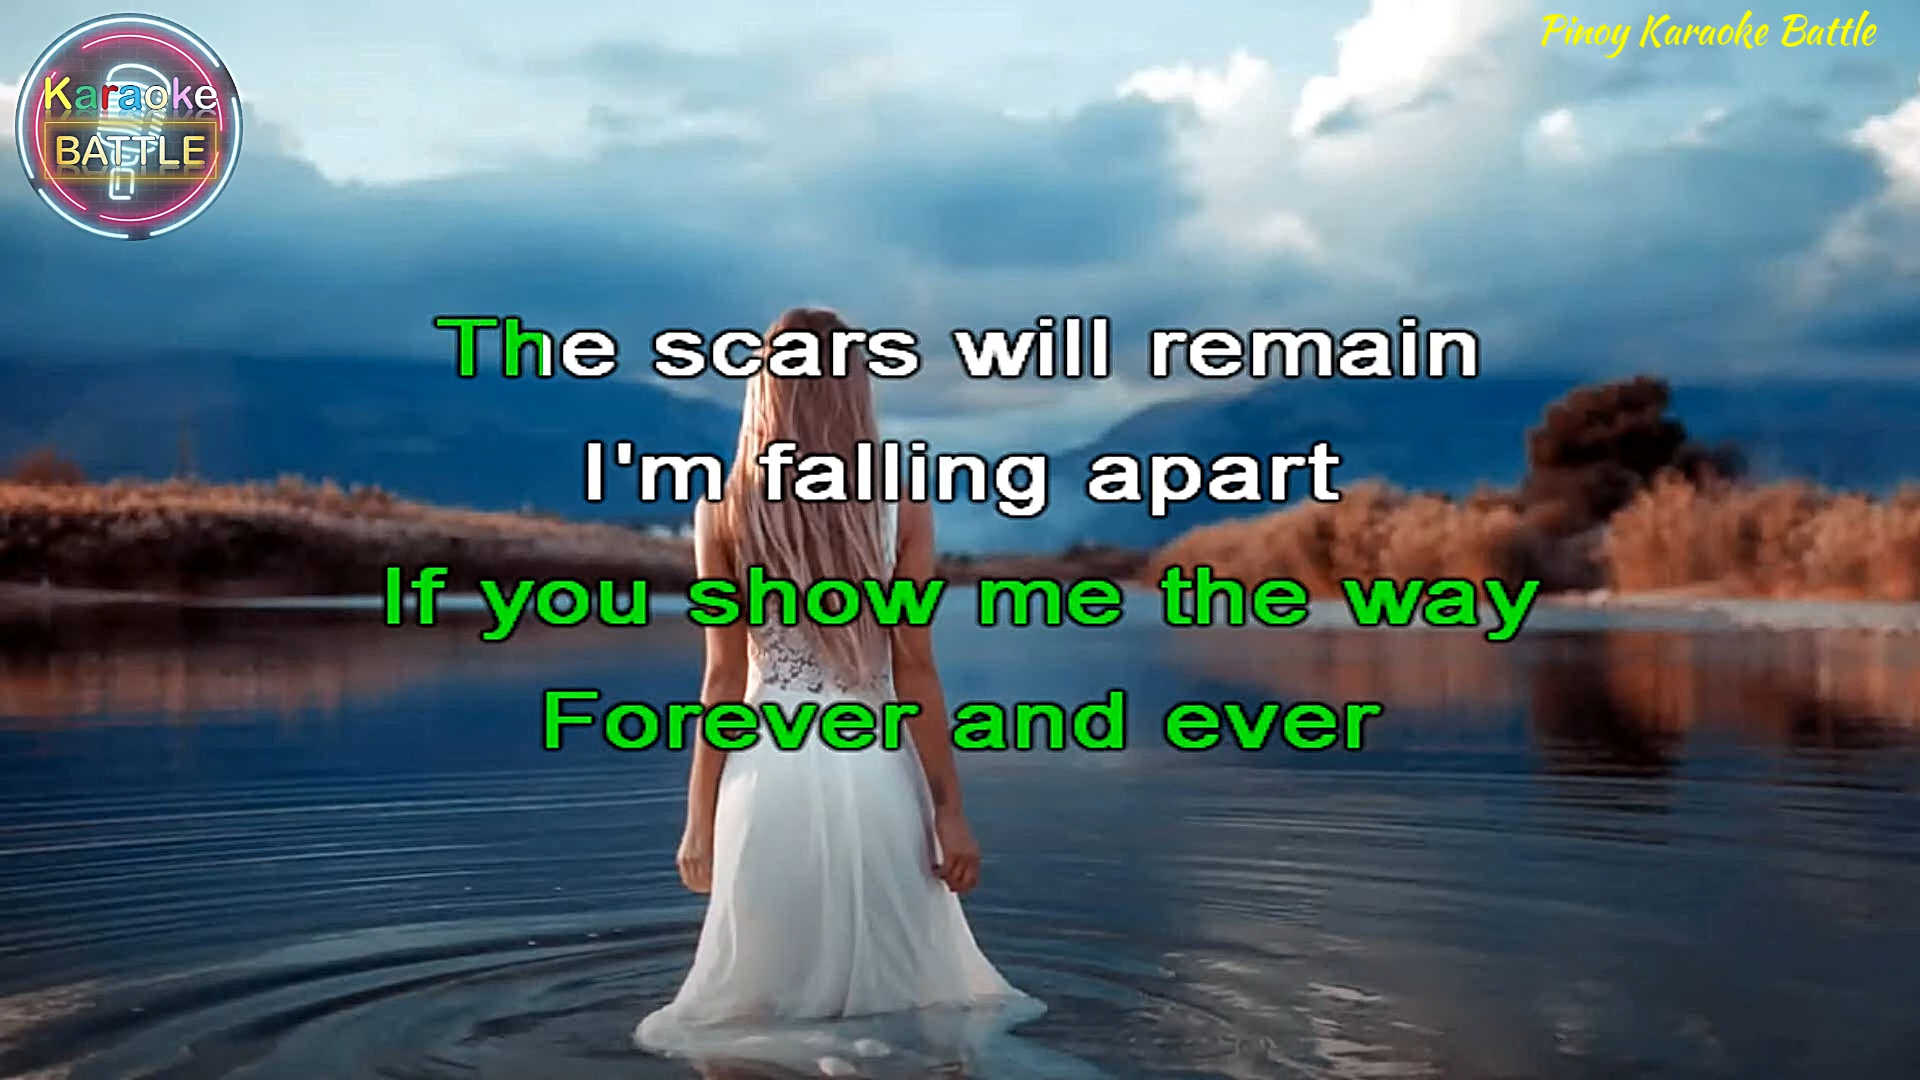 Karaoke
BATTLE
Pinoy Karaoke Battle
The scars will remain
I'm falling apart
If you show me the way
Forever and ever